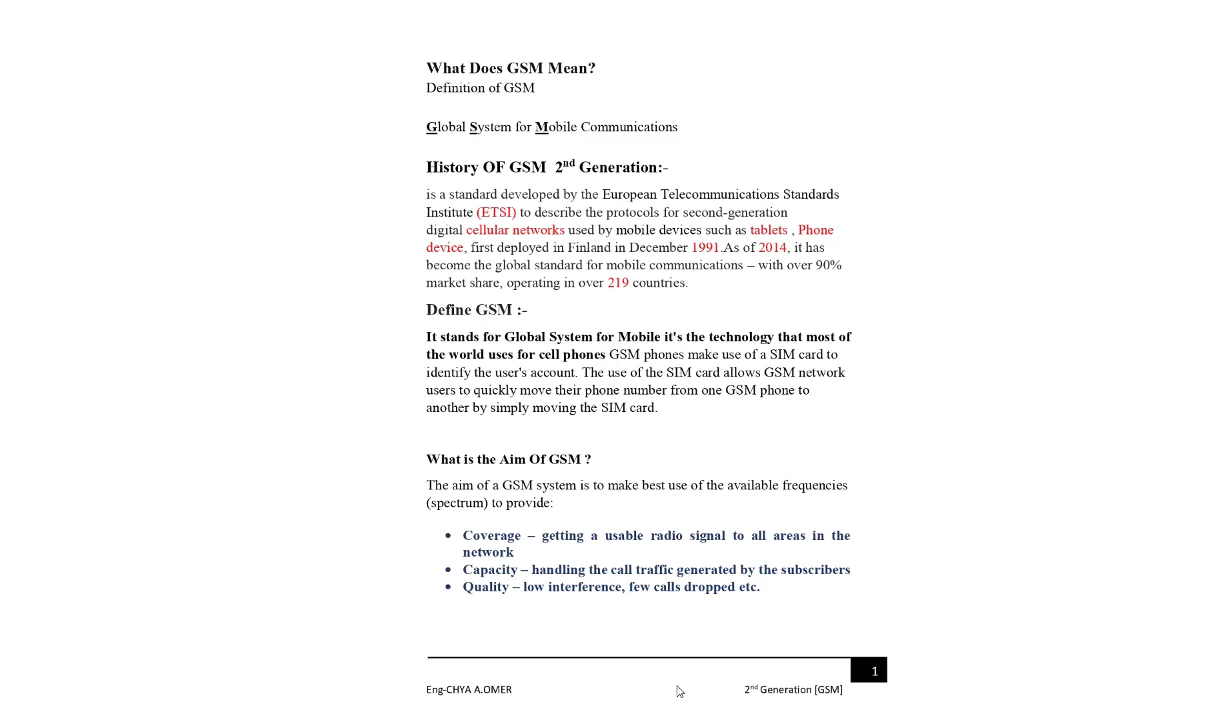 What Does GSM Mean?
Definition of GSM
Global System for Mobile Communications
History OF GSM 2nd Generation:-
is a standard developed by the European Telecommunications Standards
Institute (ETSI) to describe the protocols for second-generation
digital cellular networks used by mobile devices such as tablets , Phone
device, first deployed in Finland in December 1991.As of 2014, it has
become the global standard for mobile communications – with over 90%
market share, operating in over 219 countries.
Define GSM :-
It stands for Global System for Mobile it's the technology that most of
the world uses for cell phones GSM phones make use of a SIM card to
identify the user's account. The use of the SIM card allows GSM network
users to quickly move their phone number from one GSM phone to
another by simply moving the SIM card.
What is the Aim Of GSM ?
The aim of a GSM system is to make best use of the available frequencies
(spectrum) to provide:
• Coverage – getting a usable radio signal to all areas in the
network
• Capacity – handling the call traffic generated by the subscribers
• Quality – low interference, few calls dropped etc.
1
Eng-CHYA A.OMER 2nd Generation [GSM]